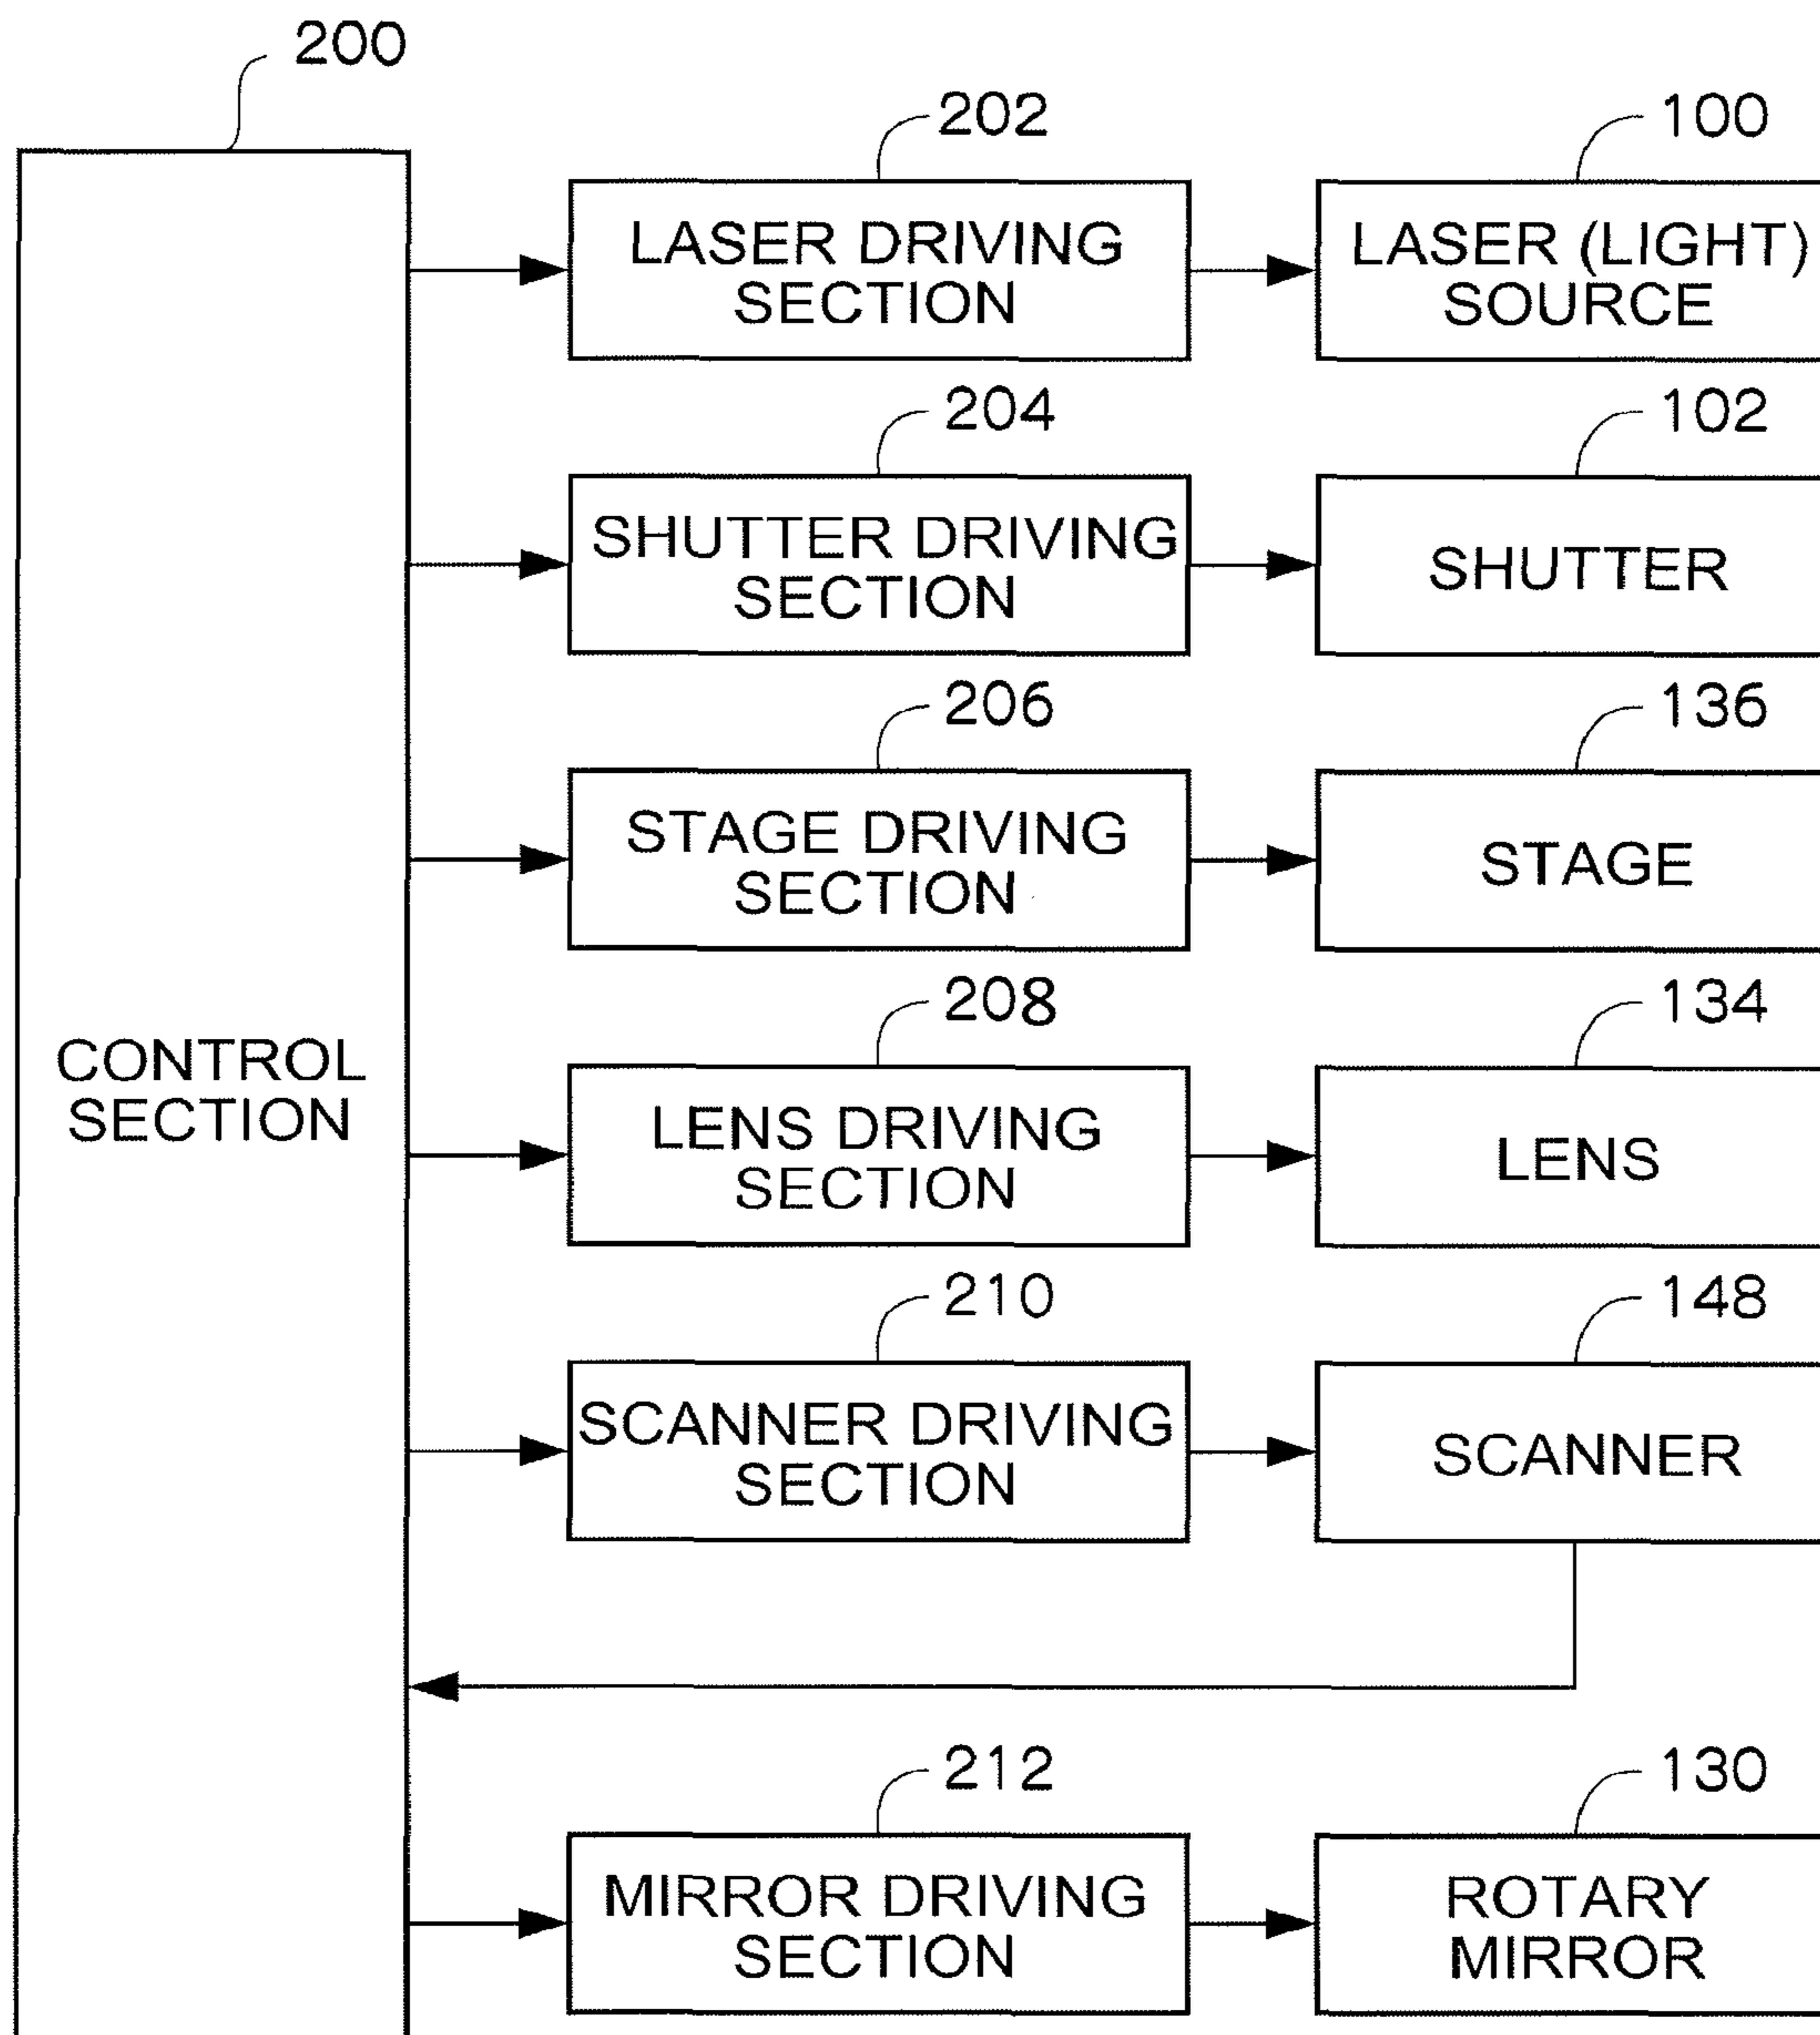 200
202
100
LASER DRIVING
SECTION
LASER (LIGHT)
SOURCE
204
102
SHUTTER DRIVING
SECTION
SHUTTER
206
136
STAGE DRIVING
SECTION
STAGE
208
134
CONTROL
SECTION
LENS DRIVING
SECTION
LENS
210
148
SCANNER DRIVING
SECTION
SCANNER
212
130
MIRROR DRIVING
SECTION
ROTARY
MIRROR